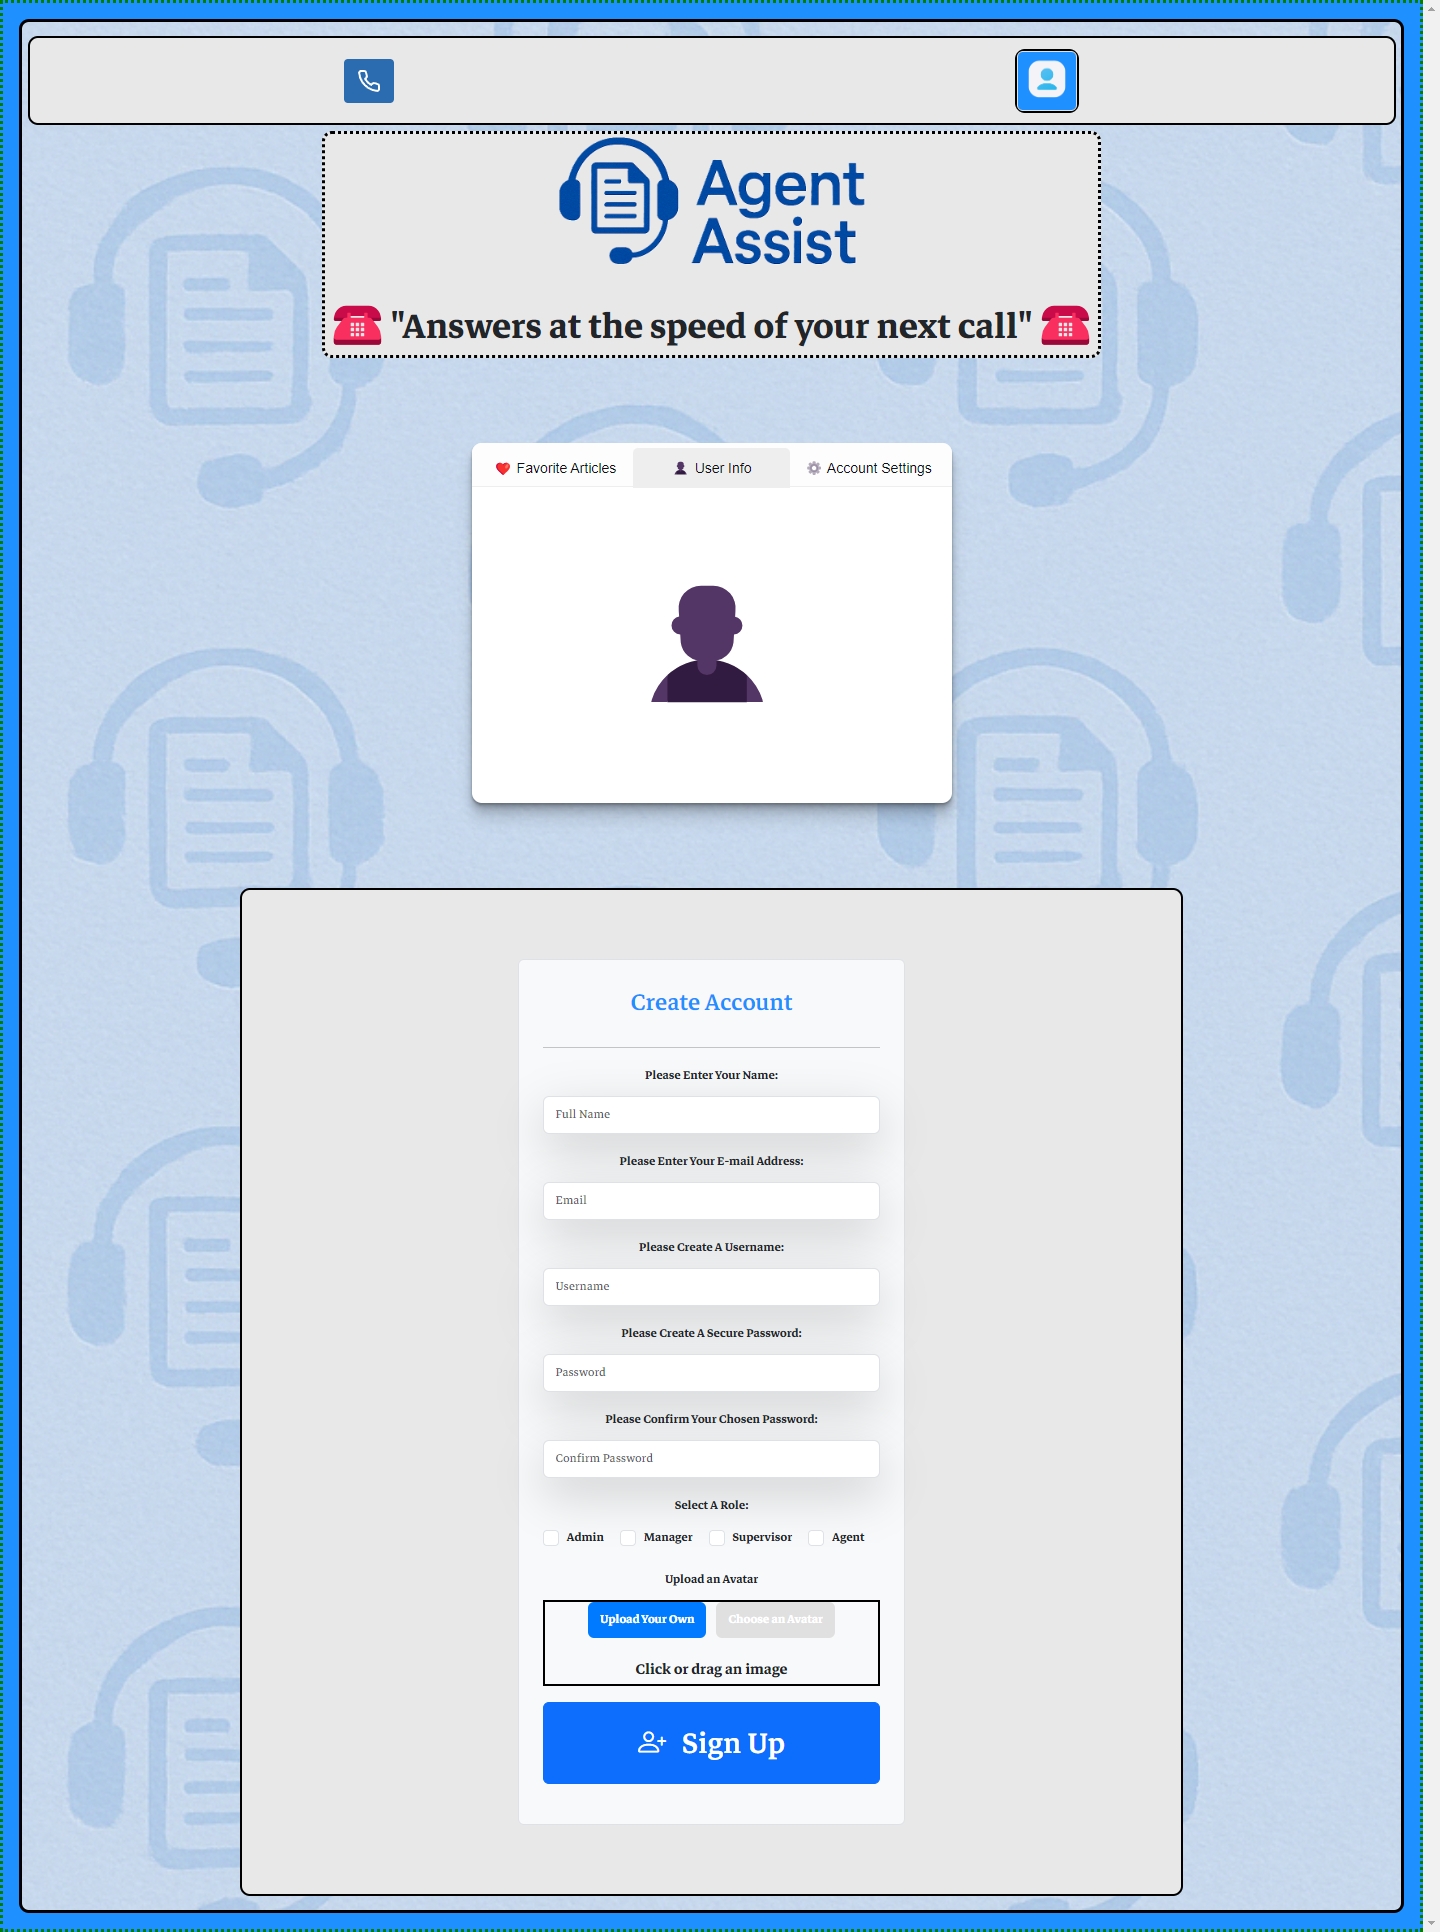 Agent
Assist
"Answers at the speed of your next call"
Favorite Articles
User Info
Account Settings
Create Account
Please Enter Your Name:
Full Name
Please Enter Your E-mail Address:
Email
Please Create A Username:
Username
Please Create A Secure Password:
Password
Please Confirm Your Chosen Password:
Confirm Password
Select A Role:
Admin Manager Supervisor Agent
Upload an Avatar
Upload Your Own Choose an Avatar
Click or drag an image
Sign Up